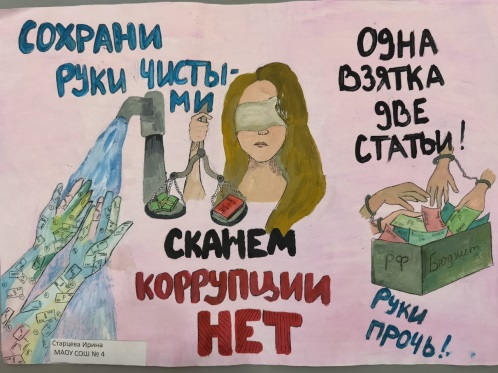 СОХРАНИ
РУКИ ЧИСТЫ-
МИ
ОДНА
ВЗЯТКА
ДВЕ
СТАТЬИ!
СКАЖЕМ
КОРРУПЦИИ
НЕТ
РФ Бюджет
РУКИ
ПРОЧЬ!!
Старцева Ирина
МАОУ СОШ № 4